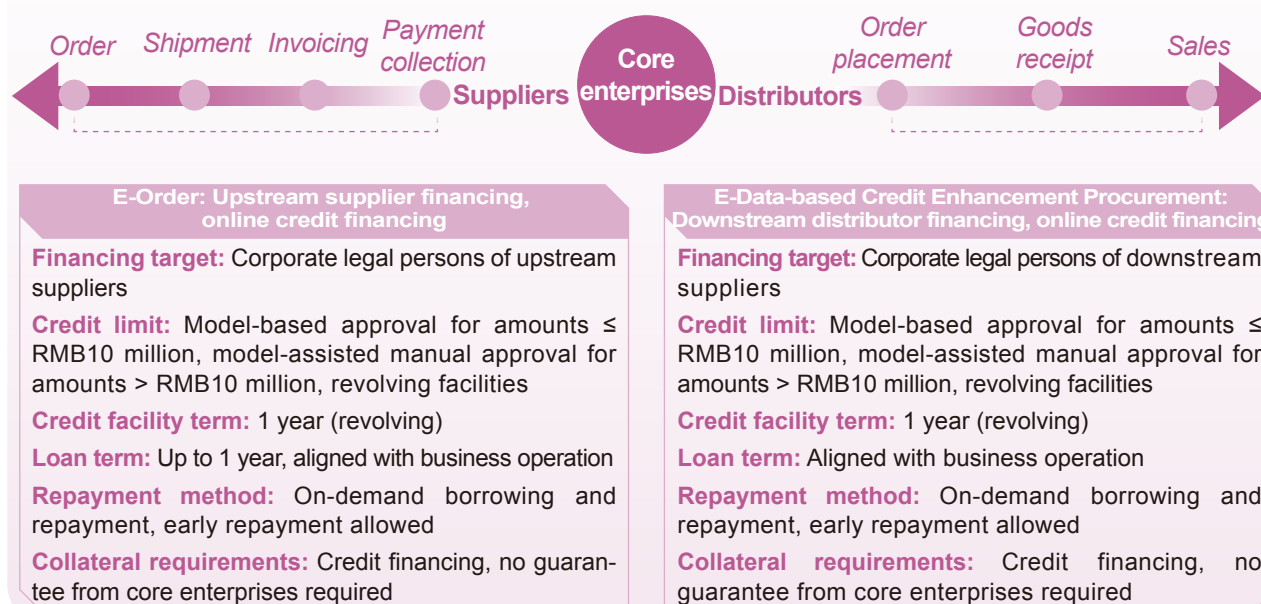 Order
Shipment
Invoicing
Payment
collection
Suppliers
Core
enterprises
Distributors
Order
placement
Goods
receipt
Sales
E-Order: Upstream supplier financing,
online credit financing
Financing target: Corporate legal persons of upstream
suppliers
Credit limit: Model-based approval for amounts ≤
RMB10 million, model-assisted manual approval for
amounts > RMB10 million, revolving facilities
Credit facility term: 1 year (revolving)
Loan term: Up to 1 year, aligned with business operation
Repayment method: On-demand borrowing and
repayment, early repayment allowed
Collateral requirements: Credit financing, no guaran-
tee from core enterprises required
E-Data-based Credit Enhancement Procurement:
Downstream distributor financing, online credit financing
Financing target: Corporate legal persons of downstream
suppliers
Credit limit: Model-based approval for amounts ≤
RMB10 million, model-assisted manual approval for
amounts > RMB10 million, revolving facilities
Credit facility term: 1 year (revolving)
Loan term: Aligned with business operation
Repayment method: On-demand borrowing and
repayment, early repayment allowed
Collateral requirements: Credit financing, no
guarantee from core enterprises required